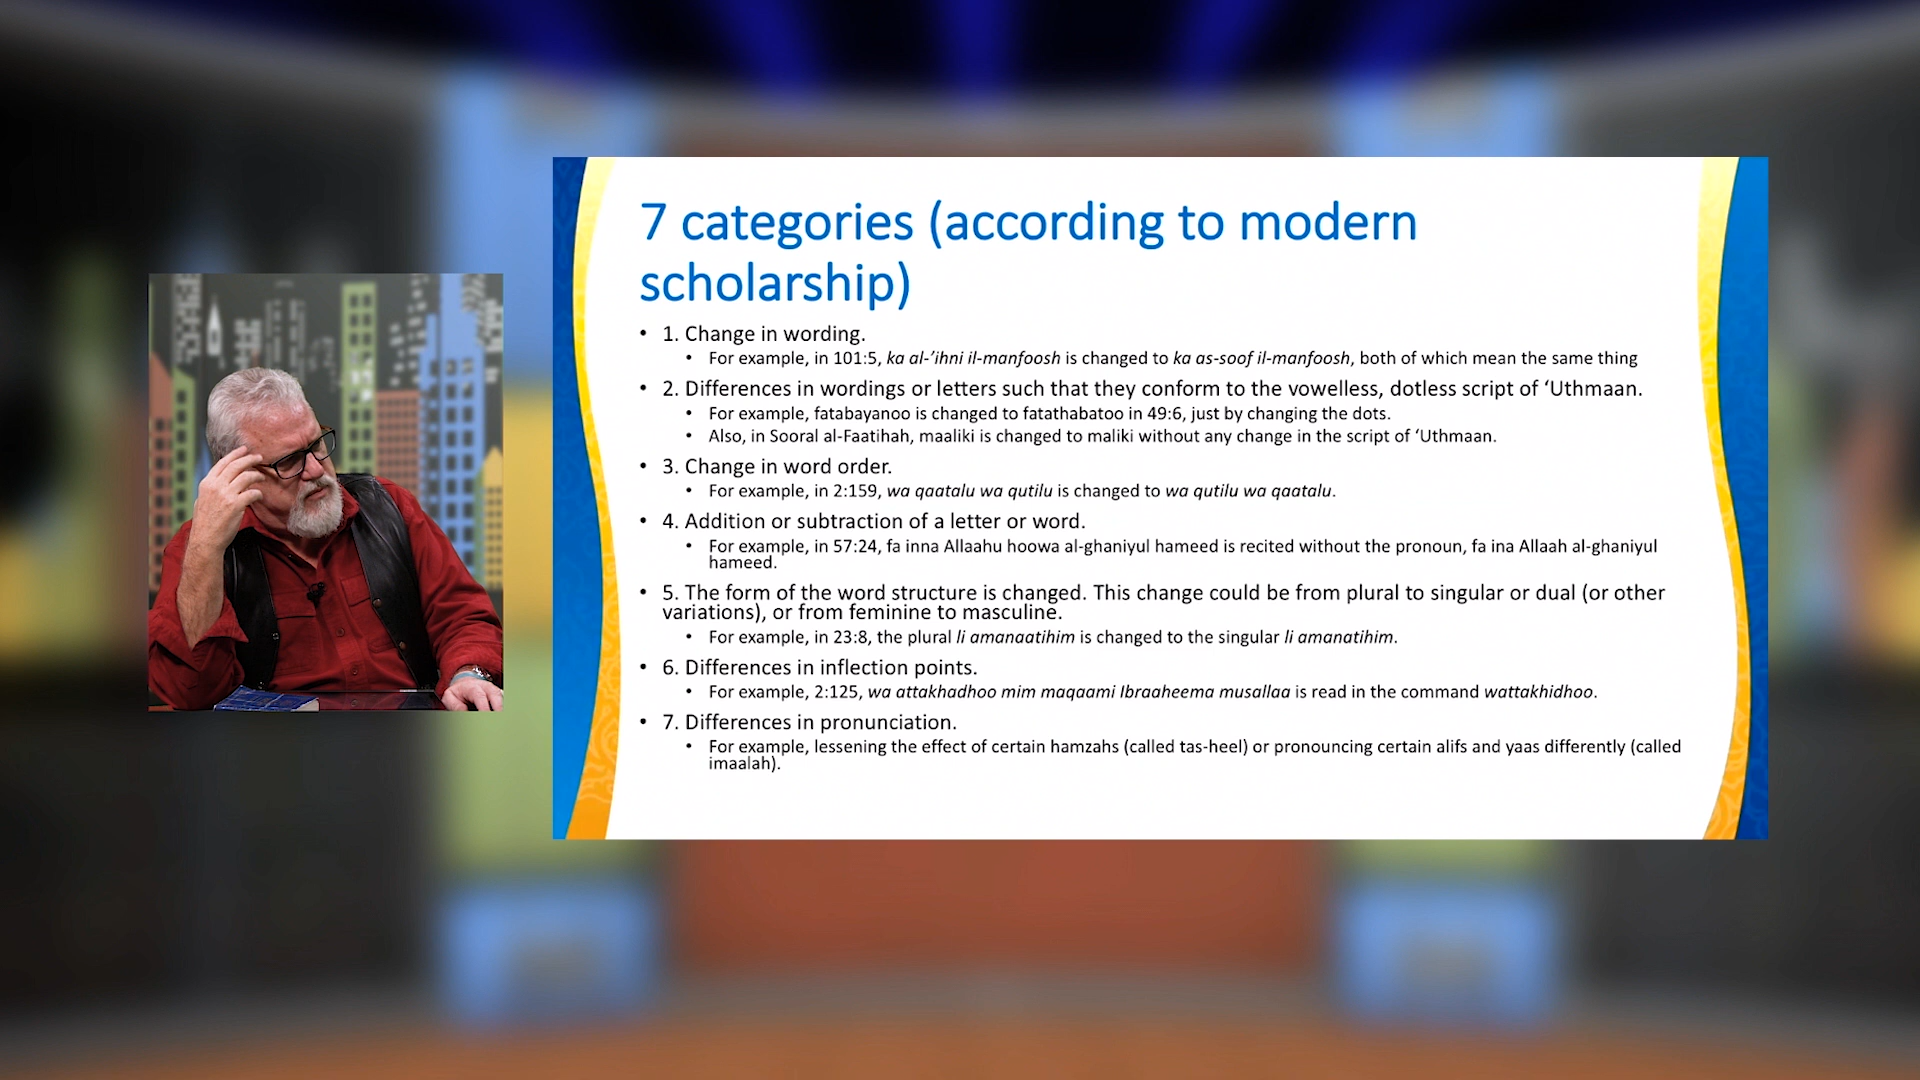 7 categories (according to modern
scholarship)
• 1. Change in wording.
• For example, in 101:5, ka al-’ihni il-manfoosh is changed to ka as-soof il-manfoosh, both of which mean the same thing
• 2. Differences in wordings or letters such that they conform to the vowelless, dotless script of ‘Uthmaan.
• For example, fatabayanoo is changed to fatathabatoo in 49:6, just by changing the dots.
• Also, in Sooral al-Faatihah, maaliki is changed to maliki without any change in the script of ‘Uthmaan.
• 3. Change in word order.
• For example, in 2:159, wa qaatalu wa qutilu is changed to wa qutilu wa qaatalu.
• 4. Addition or subtraction of a letter or word.
• For example, in 57:24, fa inna Allaahu hoowa al-ghaniyul hameed is recited without the pronoun, fa ina Allaah al-ghaniyul
hameed.
• 5. The form of the word structure is changed. This change could be from plural to singular or dual (or other
variations), or from feminine to masculine.
• For example, in 23:8, the plural li amanaatihim is changed to the singular li amanatihim.
• 6. Differences in inflection points.
• For example, 2:125, wa attakhadhoo mim maqaami Ibraaheema musallaa is read in the command wattakhidhoo.
• 7. Differences in pronunciation.
• For example, lessening the effect of certain hamzahs (called tas-heel) or pronouncing certain alifs and yaas differently (called
imaalah).